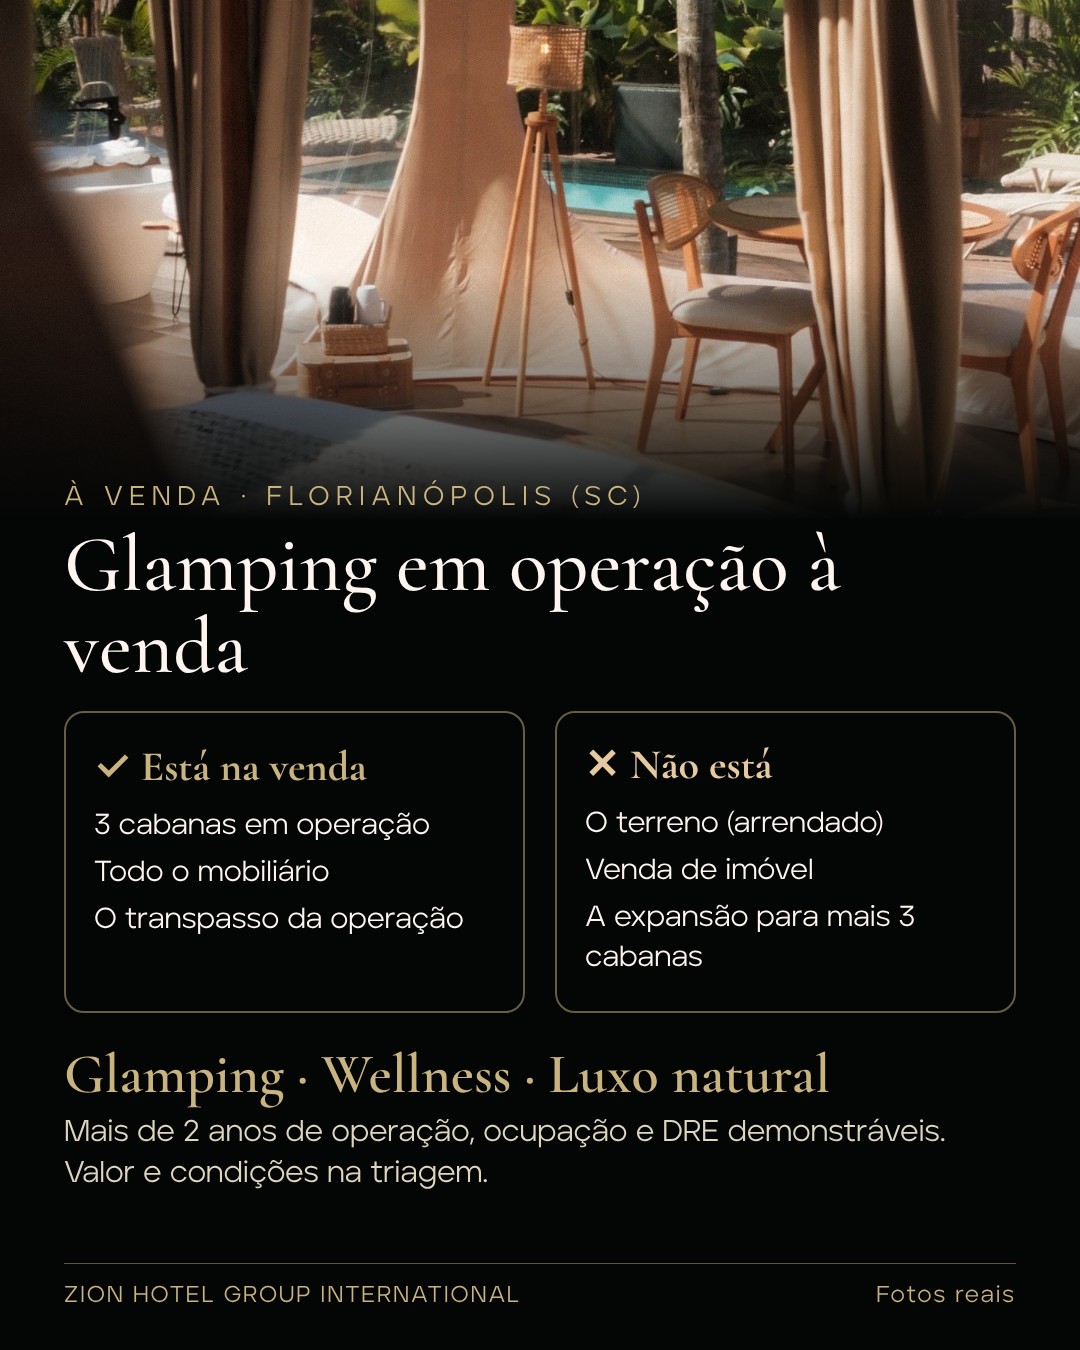 À VENDA · FLORIANÓPOLIS (SC)
Glamping em operação à
venda
✓ Está na venda
3 cabanas em operação
Todo o mobiliário
O transpasso da operação
✕ Não está
O terreno (arrendado)
Venda de imóvel
A expansão para mais 3
cabanas
Glamping · Wellness · Luxo natural
Mais de 2 anos de operação, ocupação e DRE demonstráveis.
Valor e condições na triagem.
ZION HOTEL GROUP INTERNATIONAL
Fotos reais